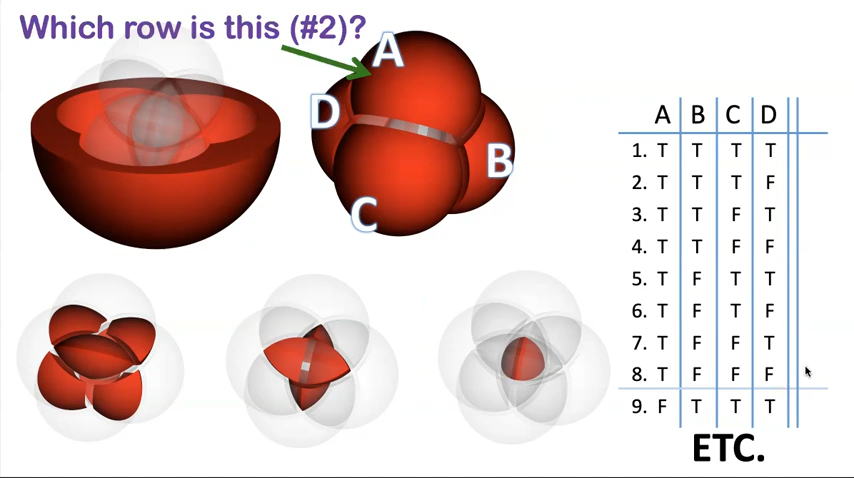 Which row is this (#2)?
A
D
B
C
A B C D
1. T T T T
2. T T T F
3. T T F T
4. T T F F
5. T F T T
6. T F T F
7. T F F T
8. T F F F
9. F T T T
ETC.